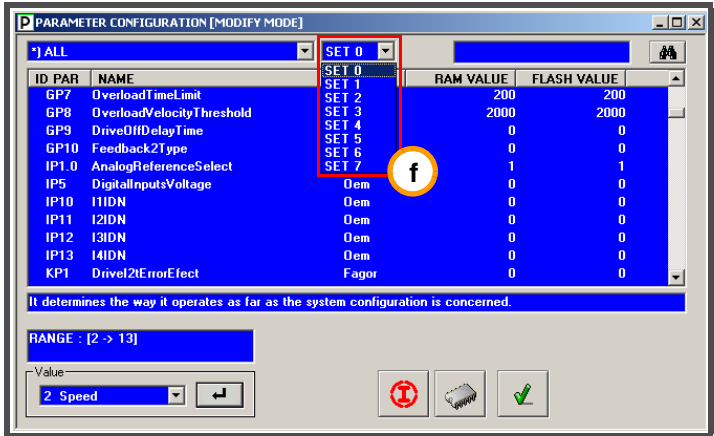 P PARAMETER CONFIGURATION [MODIFY MODE]
*) ALL SET 0
SET 0
SET 1
SET 2
SET 3
SET 4
SET 5
SET 6
SET 7
f
ID PAR NAME RAM VALUE FLASH VALUE
GP7 OverloadTimeLimit 200 200
GP8 OverloadVelocityThreshold 2000 2000
GP9 DriveOffDelayTime 0 0
GP10 Feedback2Type 0 0
IP1.0 AnalogReferenceSelect 1 1
IP5 DigitalInputsVoltage Oem 0 0
IP10 I1IDN Oem 0 0
IP11 I2IDN Oem 0 0
IP12 I3IDN Oem 0 0
IP13 I4IDN Oem 0 0
KP1 DriveI2tErrorEfect Fagor 0 0
It determines the way it operates as far as the system configuration is concerned.
RANGE : [2 -> 13]
Value
2 Speed